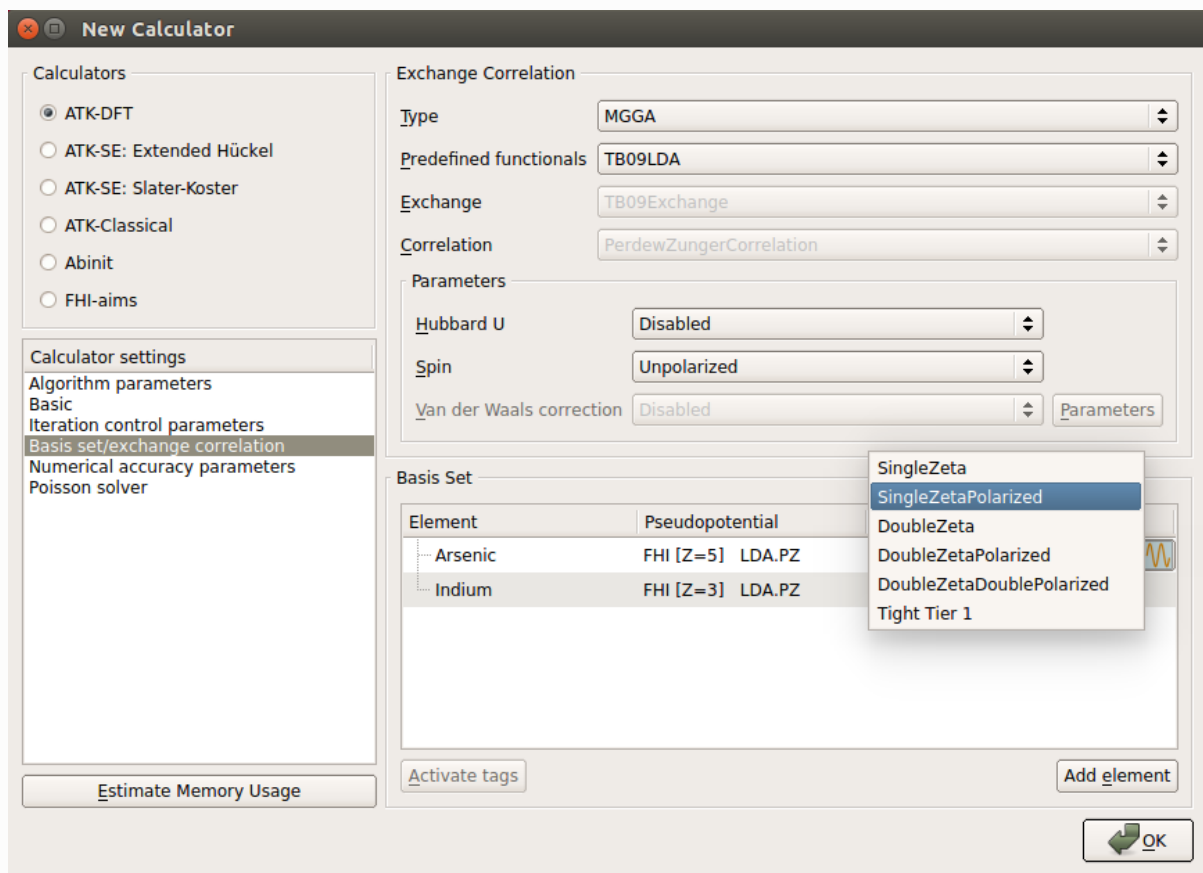 New Calculator
Calculators
ATK-DFT
ATK-SE: Extended Hückel
ATK-SE: Slater-Koster
ATK-Classical
Abinit
FHI-aims
Calculator settings
Algorithm parameters
Basic
Iteration control parameters
Basis set/exchange correlation
Numerical accuracy parameters
Poisson solver
Estimate Memory Usage
Exchange Correlation
Type MGGA
Predefined functionals TB09LDA
Exchange TB09Exchange
Correlation PerdewZungerCorrelation
Parameters
Hubbard U Disabled
Spin Unpolarized
Van der Waals correction Disabled Parameters
Basis Set
Element Pseudopotential
Arsenic FHI [Z=5] LDA.PZ
Indium FHI [Z=3] LDA.PZ
SingleZeta
SingleZetaPolarized
DoubleZeta
DoubleZetaPolarized
DoubleZetaDoublePolarized
Tight Tier 1
Activate tags Add element
OK